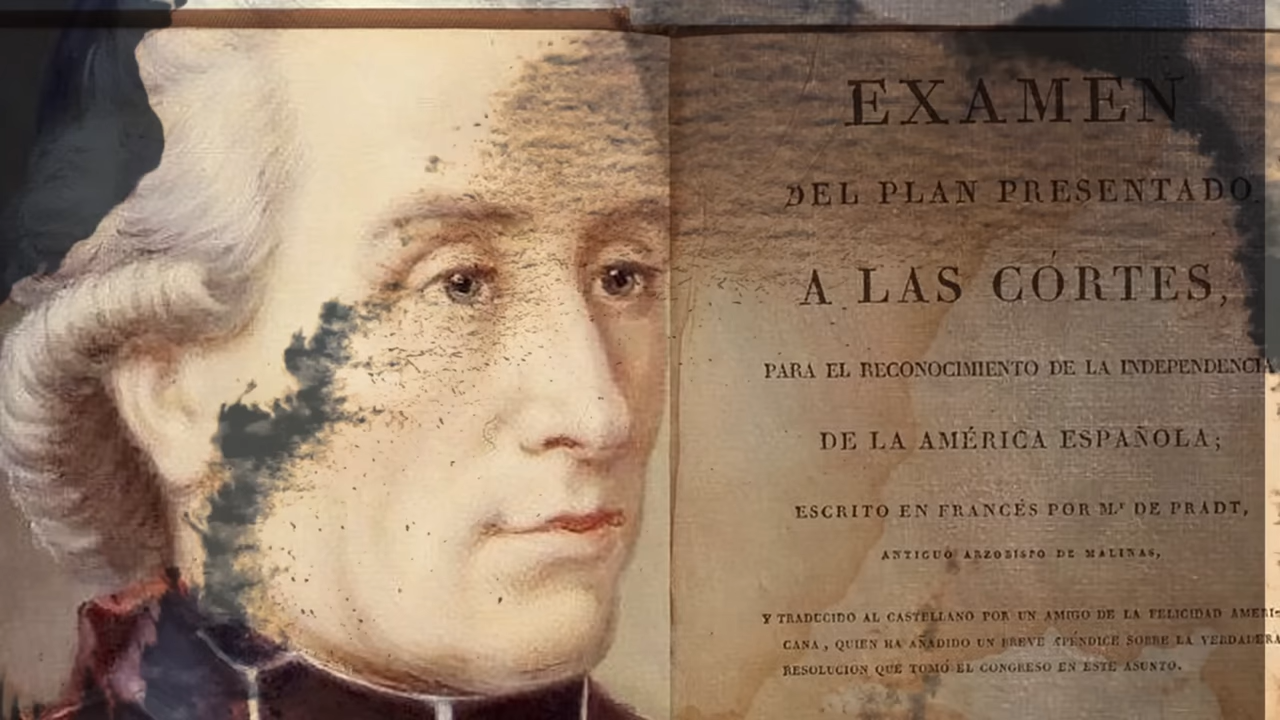 EXAMEN
DEL PLAN PRESENTADO
A LAS CÓRTES,
PARA EL RECONOCIMIENTO DE LA INDEPENDENCIA
DE LA AMÉRICA ESPAÑOLA;
ESCRITO EN FRANCÉS POR Mr DE PRADT,
ANTIGUO ARZOBISPO DE MALINAS,
Y TRADUCIDO AL CASTELLANO POR UN AMIGO DE LA FELICIDAD AMERI-
CANA, QUIEN HA AÑADIDO UN BREVE APÉNDICE SOBRE LA VERDADERA
RESOLUCION QUE TOMÓ EL CONGRESO EN ESTE ASUNTO.